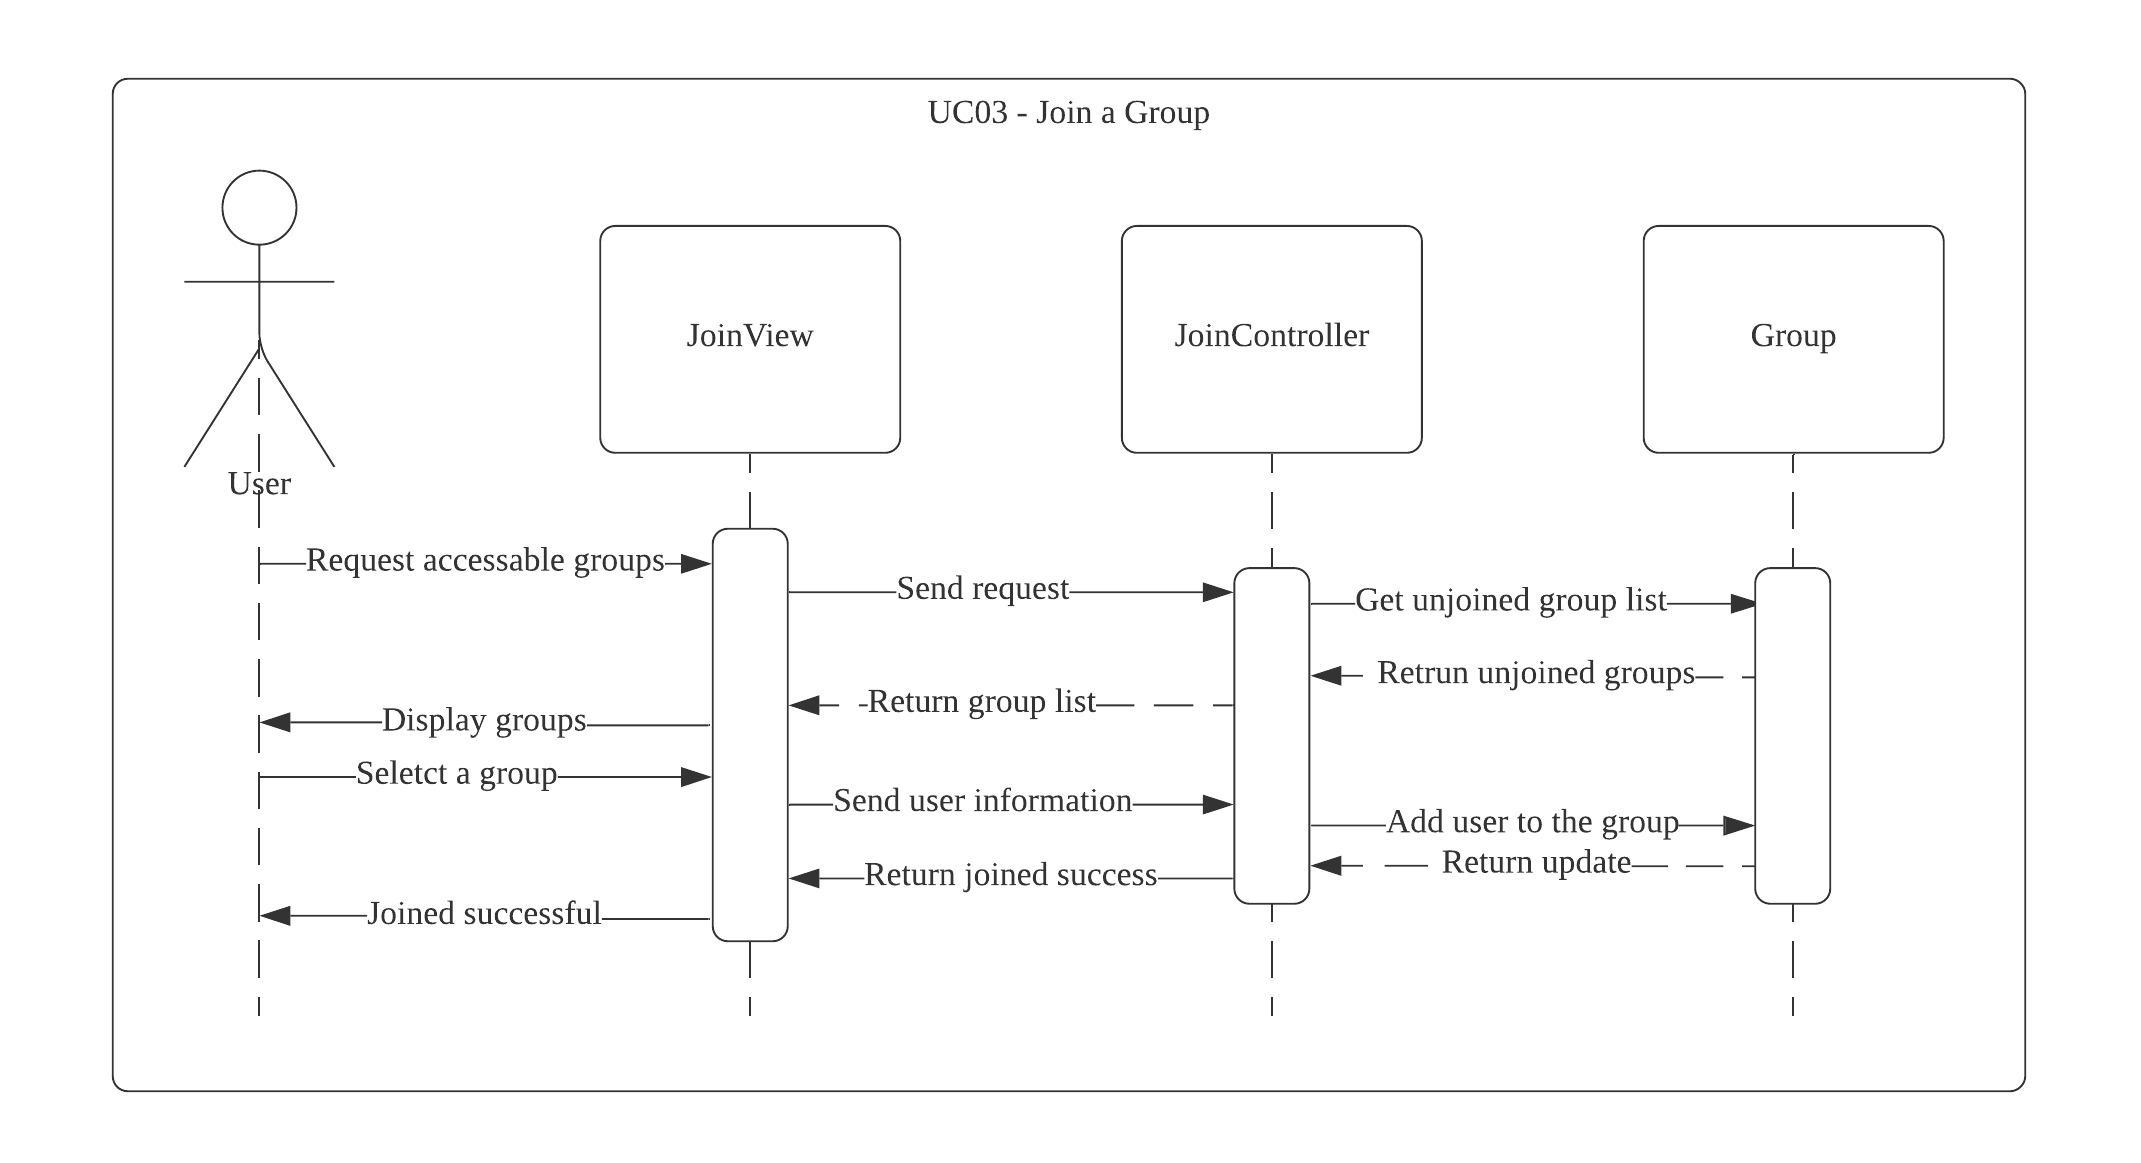 UC03 - Join a Group
User
JoinView
JoinController
Group
Request accessable groups
Send request
Get unjoined group list
Retrun unjoined groups
Return group list
Display groups
Seletct a group
Send user information
Add user to the group
Return update
Return joined success
Joined successful